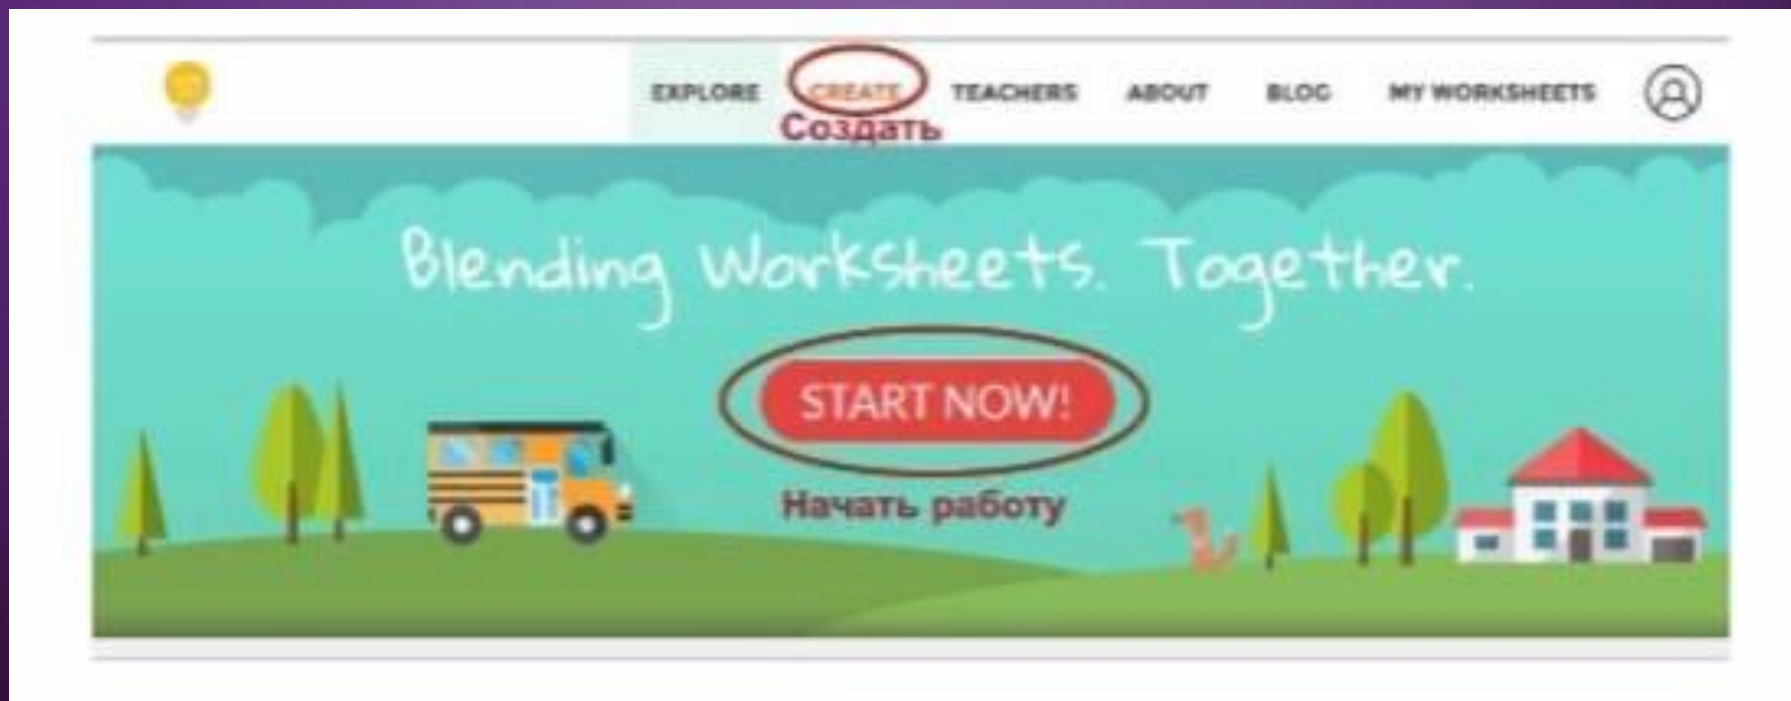 EXPLORE CREATE TEACHERS ABOUT BLOG MY WORKSHEETS
Создать
Blending Worksheets. Together.
START NOW!
Начать работу